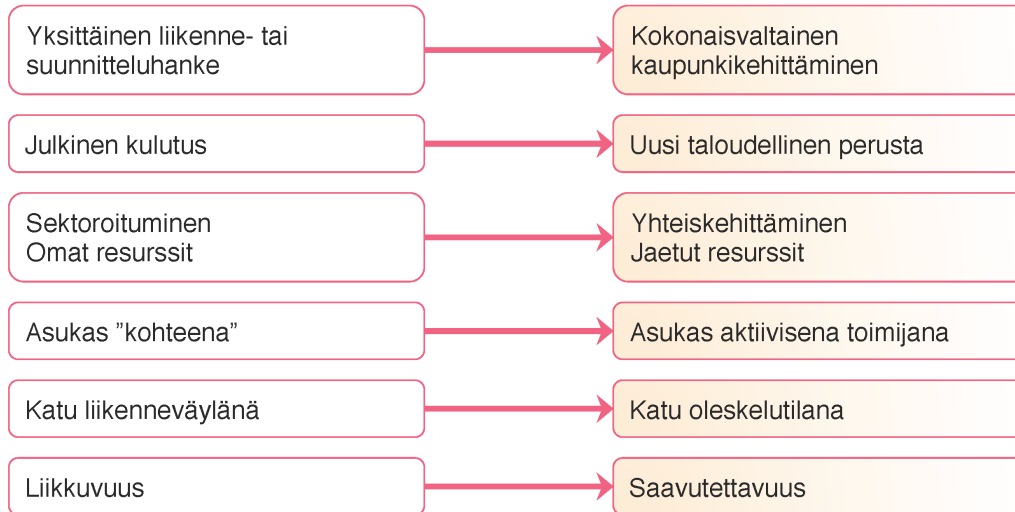 Yksittäinen liikenne- tai
suunnitteluhanke
Kokonaisvaltainen
kaupunkikehittäminen
Julkinen kulutus
Uusi taloudellinen perusta
Sektoroituminen
Omat resurssit
Yhteiskehittäminen
Jaetut resurssit
Asukas ”kohteena”
Asukas aktiivisena toimijana
Katu liikenneväylänä
Katu oleskelutilana
Liikkuvuus
Saavutettavuus